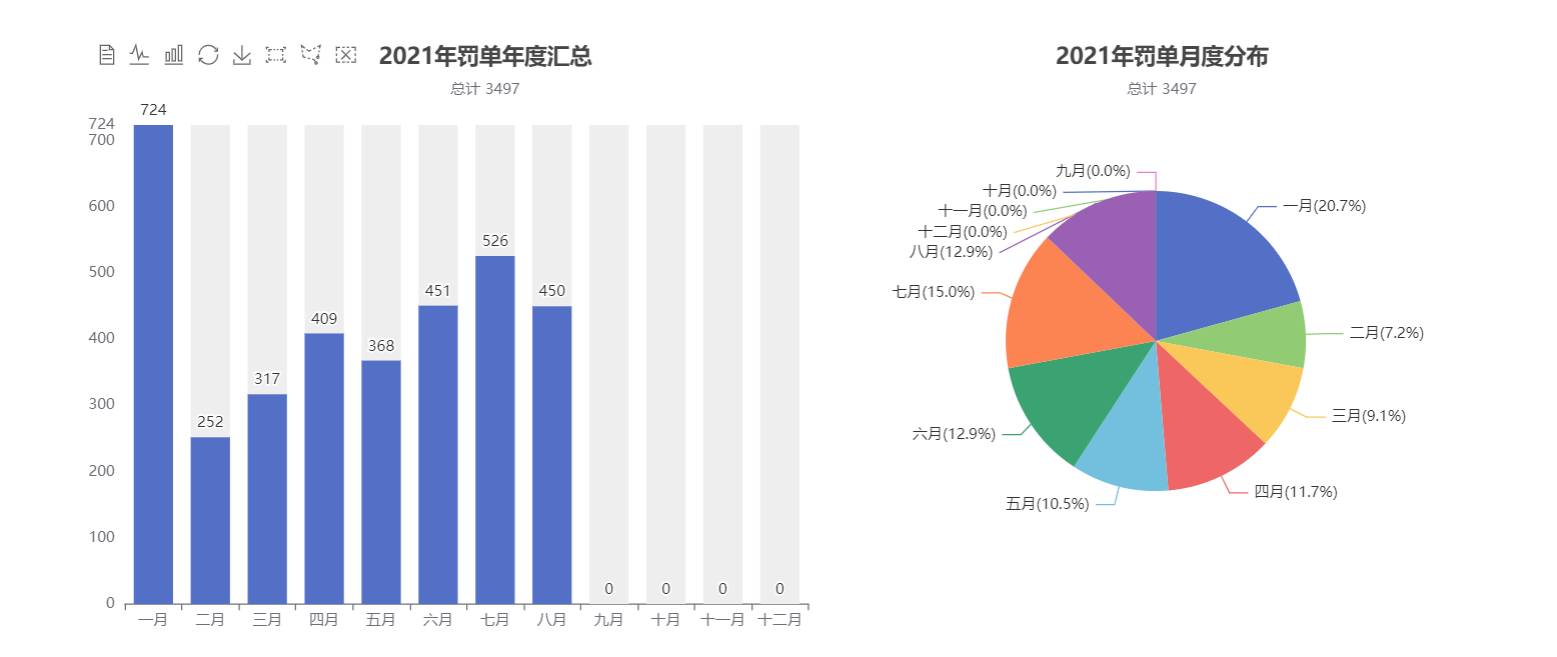 2021年罚单年度汇总
总计 3497
724
700
600
500
400
300
200
100
0
724
252
317
409
368
451
526
450
0
0
0
0
一月
二月
三月
四月
五月
六月
七月
八月
九月
十月
十一月
十二月
2021年罚单月度分布
总计 3497
九月(0.0%)
十月(0.0%)
十一月(0.0%)
十二月(0.0%)
八月(12.9%)
七月(15.0%)
六月(12.9%)
五月(10.5%)
一月(20.7%)
二月(7.2%)
三月(9.1%)
四月(11.7%)